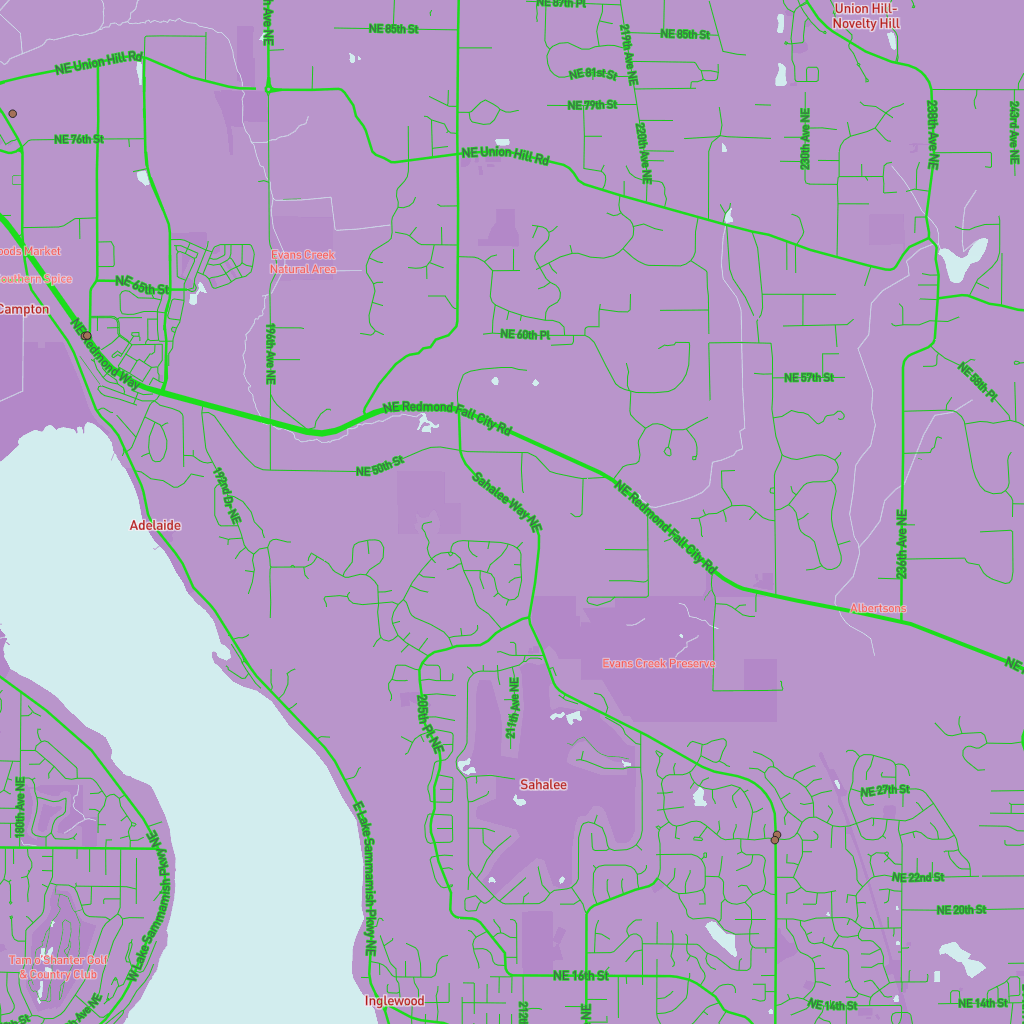 NE 87th Pl
Union Hill-
Novelty Hill
NE 85th St
219th Ave NE
NE 85th St
NE Union Hill Rd
NE 81st St
NE 79th St
238th Ave NE
243rd Ave NE
230th Ave NE
220th Ave NE
NE 76th St
NE Union Hill Rd
Evans Creek
Natural Area
Campton
NE 65th St
196th Ave NE
NE 60th Pl
NE Redmond Way
NE 57th St
NE 58th Pl
NE Redmond Fall City Rd
NE 50th St
192nd Dr NE
Sahalee Way NE
NE Redmond Fall City Rd
Adelaide
236th Ave NE
Albertsons
Evans Creek Preserve
205th Pl NE
211th Ave NE
Sahalee
NE 27th St
180th Ave NE
E Lake Sammamish Pkwy NE
W Lake Sammamish Pkwy NE
NE 22nd St
NE 20th St
Tam o'Shanter Golf
& Country Club
NE 16th St
Inglewood
NE 14th St
NE 14th St